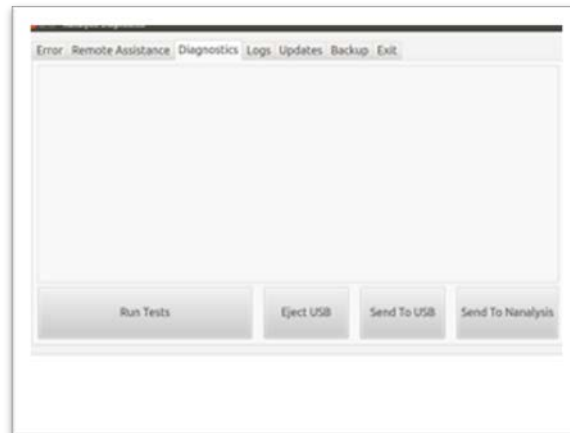 Error Remote Assistance Diagnostics Logs Updates Backup Exit
Run Tests Eject USB Send To USB Send To Nanalysis